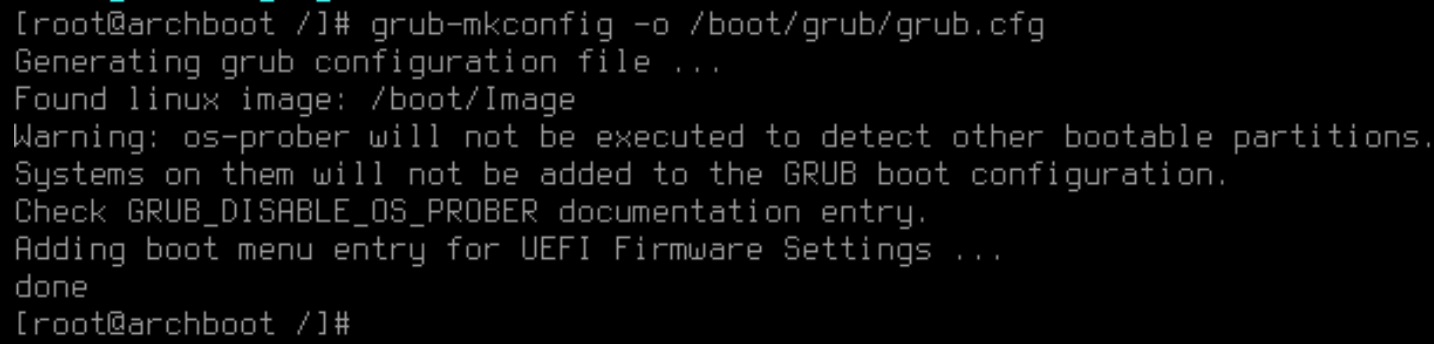 [root@archboot /]# grub-mkconfig -o /boot/grub/grub.cfg
Generating grub configuration file ...
Found linux image: /boot/Image
Warning: os-prober will not be executed to detect other bootable partitions.
Systems on them will not be added to the GRUB boot configuration.
Check GRUB_DISABLE_OS_PROBER documentation entry.
Adding boot menu entry for UEFI Firmware Settings ...
done
[root@archboot /]#